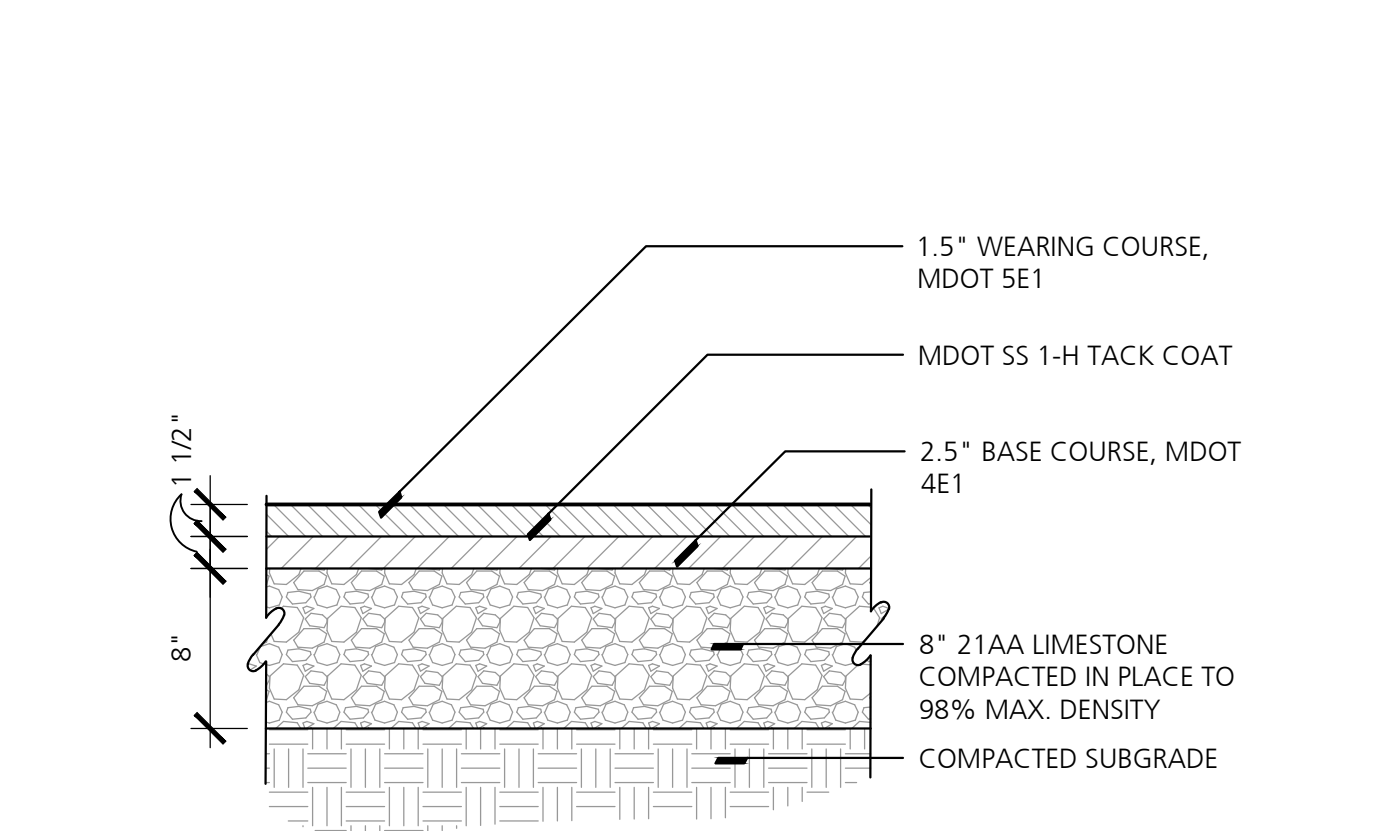 1.5" WEARING COURSE,
MDOT 5E1
MDOT SS 1-H TACK COAT
2.5" BASE COURSE, MDOT
4E1
1 1/2"
8"
8" 21AA LIMESTONE
COMPACTED IN PLACE TO
98% MAX. DENSITY
COMPACTED SUBGRADE